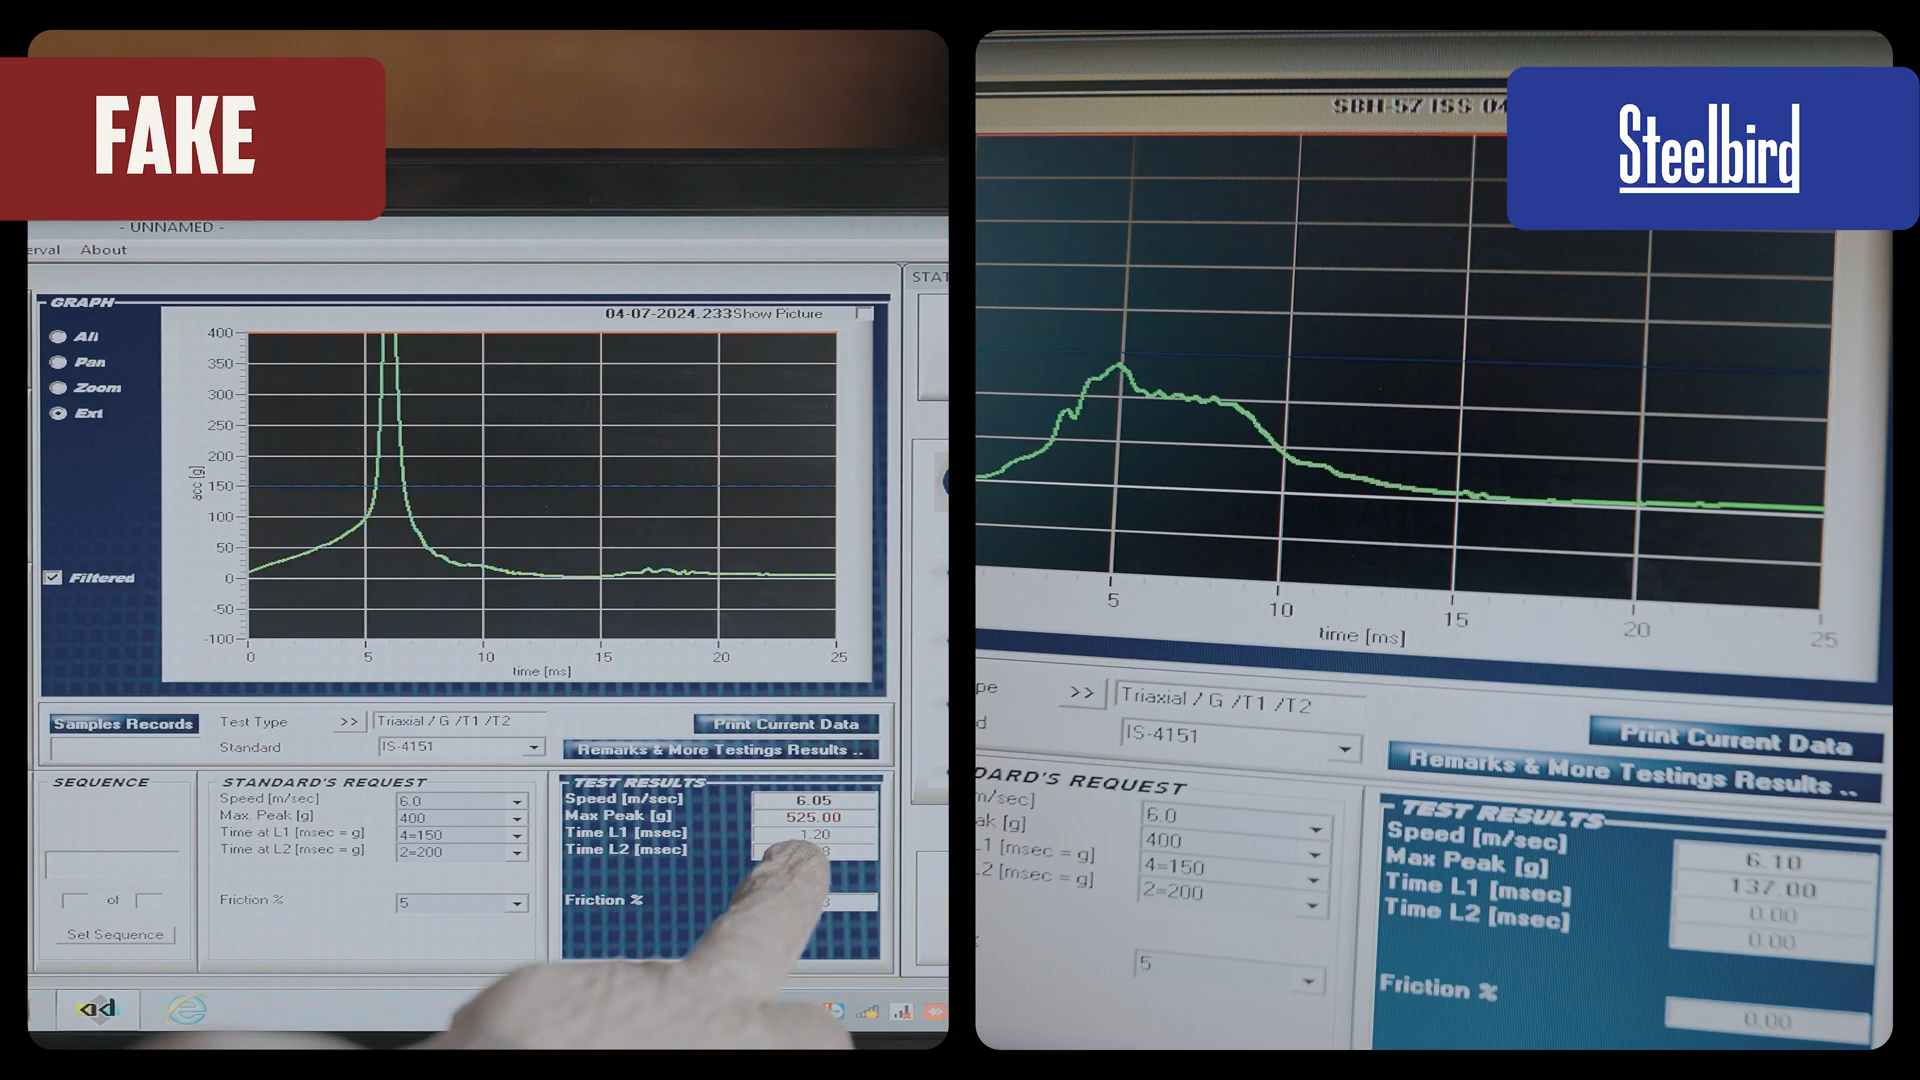 FAKE
- UNNAMED -
erval About
STAT
GRAPH
04-07-2024.233 Show Picture
All
Pan
Zoom
Ext
Filtered
acc [g]
400
350
300
250
200
150
100
50
0
-50
-100
0 5 10 15 20 25
time [ms]
Samples Records
Test Type >> Triaxial / G /T1 /T2
Print Current Data
Standard IS-4151
Remarks & More Testings Results ..
SEQUENCE
of
Set Sequence
STANDARD'S REQUEST
Speed [m/sec] 6.0
Max. Peak [g] 400
Time at L1 [msec = g] 4=150
Time at L2 [msec = g] 2=200
Friction % 5
TEST RESULTS
Speed [m/sec] 6.05
Max Peak [g] 525.00
Time L1 [msec] 1.20
Time L2 [msec] 8
Friction % 3
Steelbird
SBH-57 ISS 04
5 10 15 20 25
time [ms]
pe >> Triaxial / G /T1 /T2
d IS-4151
Print Current Data
Remarks & More Testings Results ..
DARD'S REQUEST
m/sec] 6.0
ak [g] 400
L1 [msec = g] 4=150
L2 [msec = g] 2=200
5
TEST RESULTS
Speed [m/sec] 6.10
Max Peak [g] 137.00
Time L1 [msec] 0.00
Time L2 [msec] 0.00
Friction % 0.00